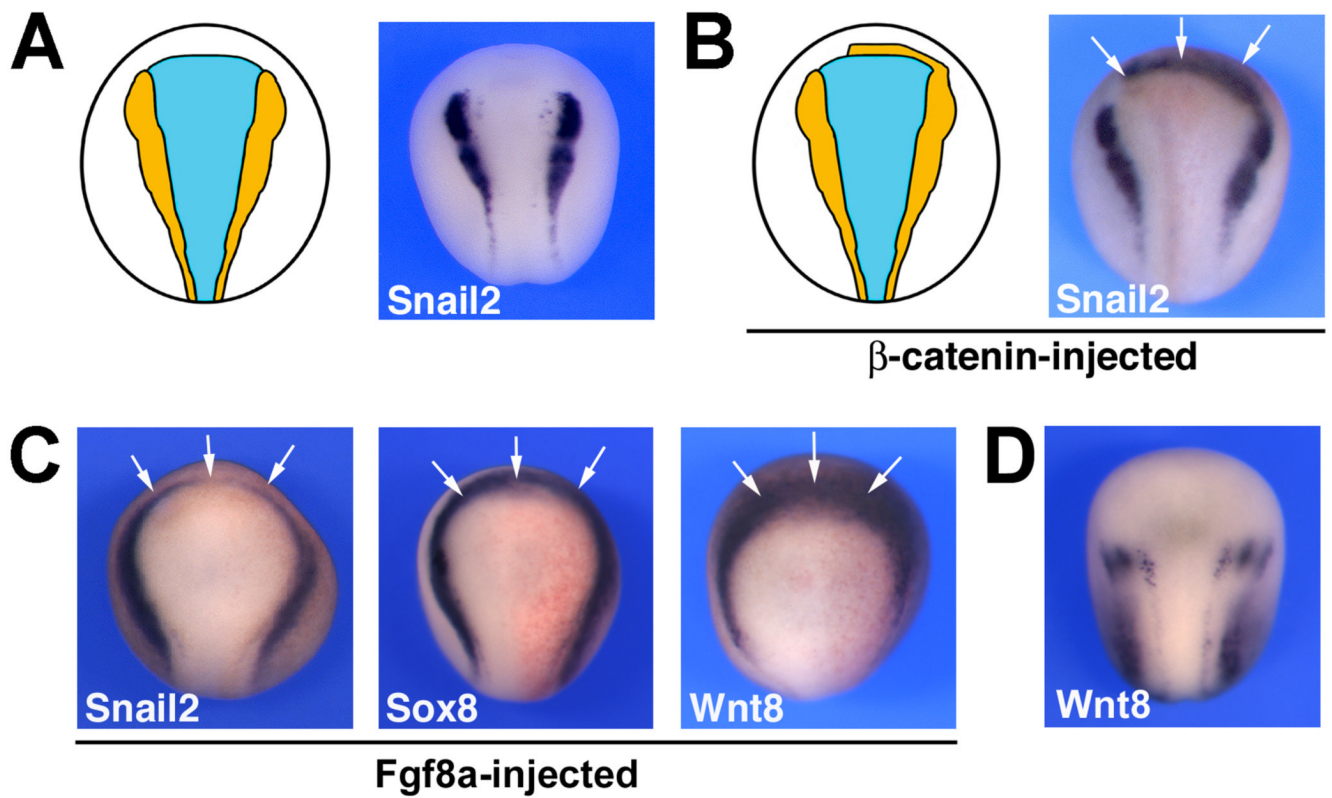 A
B
Snail2
Snail2
β-catenin-injected
C
D
Snail2
Sox8
Wnt8
Wnt8
Fgf8a-injected